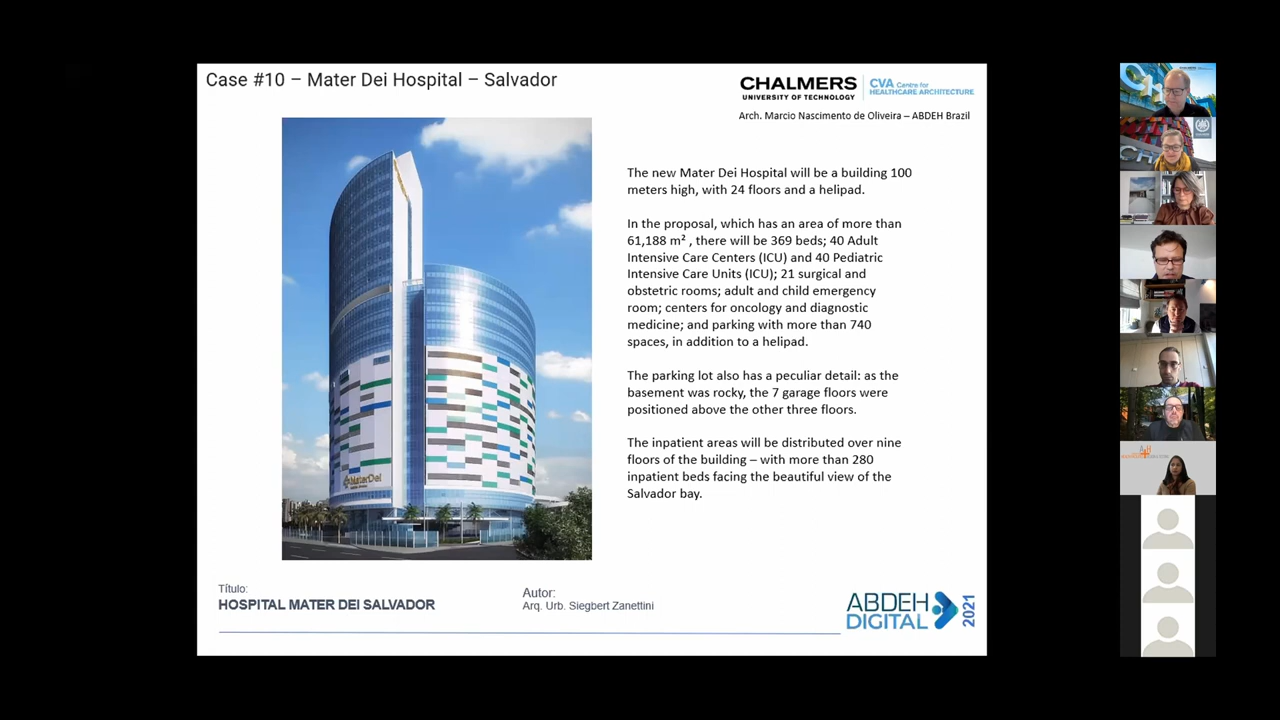 Case #10 – Mater Dei Hospital – Salvador
CHALMERS
UNIVERSITY OF TECHNOLOGY
CVA Centre for
HEALTHCARE ARCHITECTURE
Arch. Marcio Nascimento de Oliveira – ABDEH Brazil
The new Mater Dei Hospital will be a building 100
meters high, with 24 floors and a helipad.
In the proposal, which has an area of more than
61,188 m² , there will be 369 beds; 40 Adult
Intensive Care Centers (ICU) and 40 Pediatric
Intensive Care Units (ICU); 21 surgical and
obstetric rooms; adult and child emergency
room; centers for oncology and diagnostic
medicine; and parking with more than 740
spaces, in addition to a helipad.
The parking lot also has a peculiar detail: as the
basement was rocky, the 7 garage floors were
positioned above the other three floors.
The inpatient areas will be distributed over nine
floors of the building – with more than 280
inpatient beds facing the beautiful view of the
Salvador bay.
MaterDei
Título:
HOSPITAL MATER DEI SALVADOR
Autor:
Arq. Urb. Siegbert Zanettini
ABDEH
DIGITAL
2021